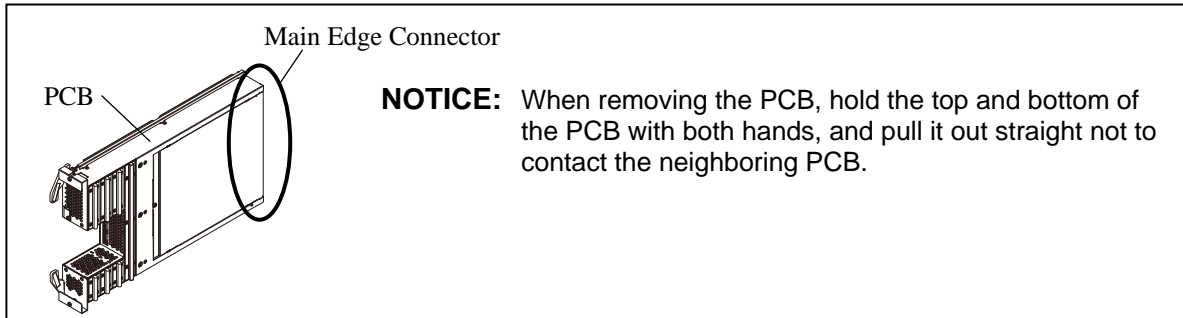 Main Edge Connector
PCB
NOTICE: When removing the PCB, hold the top and bottom of
the PCB with both hands, and pull it out straight not to
contact the neighboring PCB.